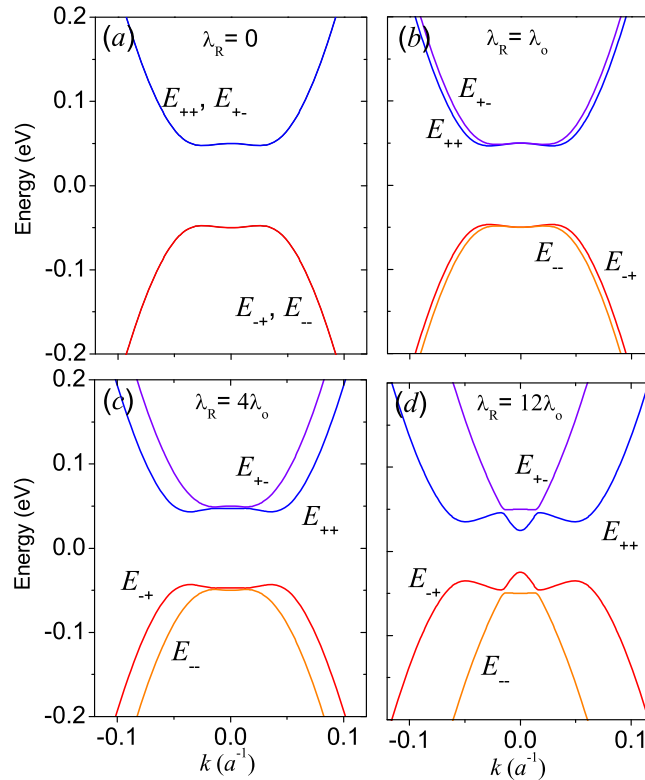 (a) λR = 0
(b) λR = λo
0.2
0.1
0.0
-0.1
-0.2
Energy (eV)
E++, E+-
E-+, E--
E+-
E++
E--
E-+
(c) λR = 4λo
(d) λR = 12λo
0.2
0.1
0.0
-0.1
-0.2
Energy (eV)
E+-
E++
E-+
E--
E+-
E++
E-+
E--
-0.1 0.0 0.1
-0.1 0.0 0.1
k (a⁻¹)
k (a⁻¹)